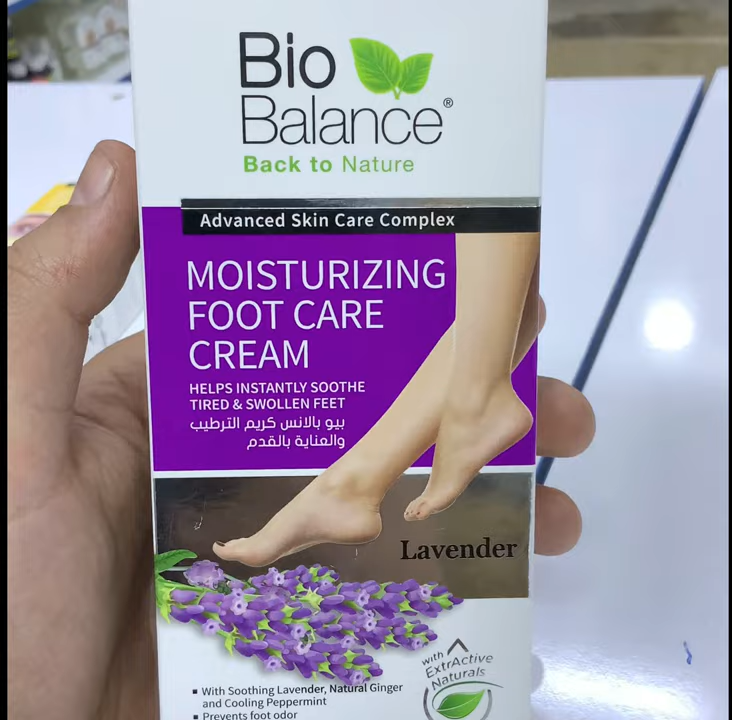 Bio
Balance®
Back to Nature
Advanced Skin Care Complex
MOISTURIZING
FOOT CARE
CREAM
HELPS INSTANTLY SOOTHE
TIRED & SWOLLEN FEET
بيو بالانس كريم الترطيب
والعناية بالقدم
Lavender
with
ExtrActive
Naturals
▪ With Soothing Lavender, Natural Ginger
and Cooling Peppermint
▪ Prevents foot odor